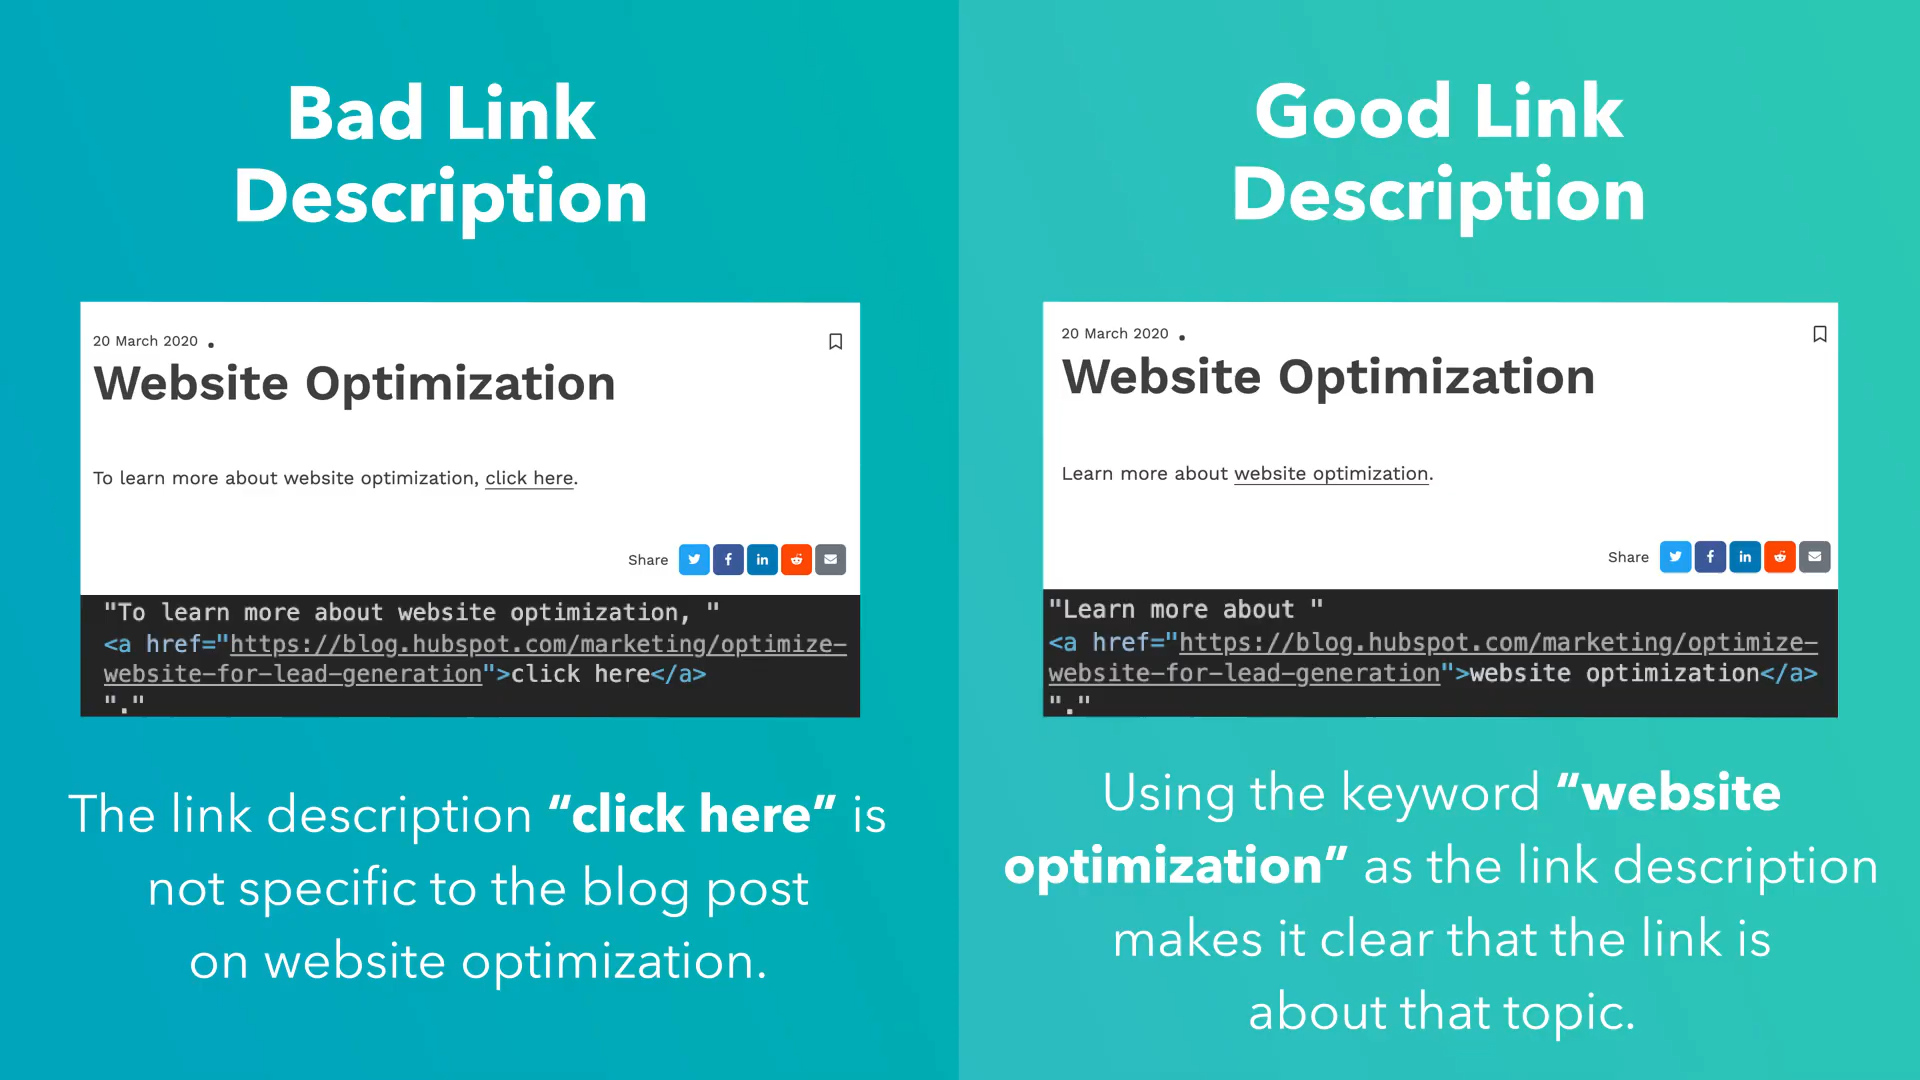 Bad Link
Description
20 March 2020 .
Website Optimization
To learn more about website optimization, click here.
Share
"To learn more about website optimization, "
<a href="https://blog.hubspot.com/marketing/optimize-
website-for-lead-generation">click here</a>
"."
The link description “click here” is
not specific to the blog post
on website optimization.
Good Link
Description
20 March 2020 .
Website Optimization
Learn more about website optimization.
Share
"Learn more about "
<a href="https://blog.hubspot.com/marketing/optimize-
website-for-lead-generation">website optimization</a>
"."
Using the keyword “website
optimization” as the link description
makes it clear that the link is
about that topic.